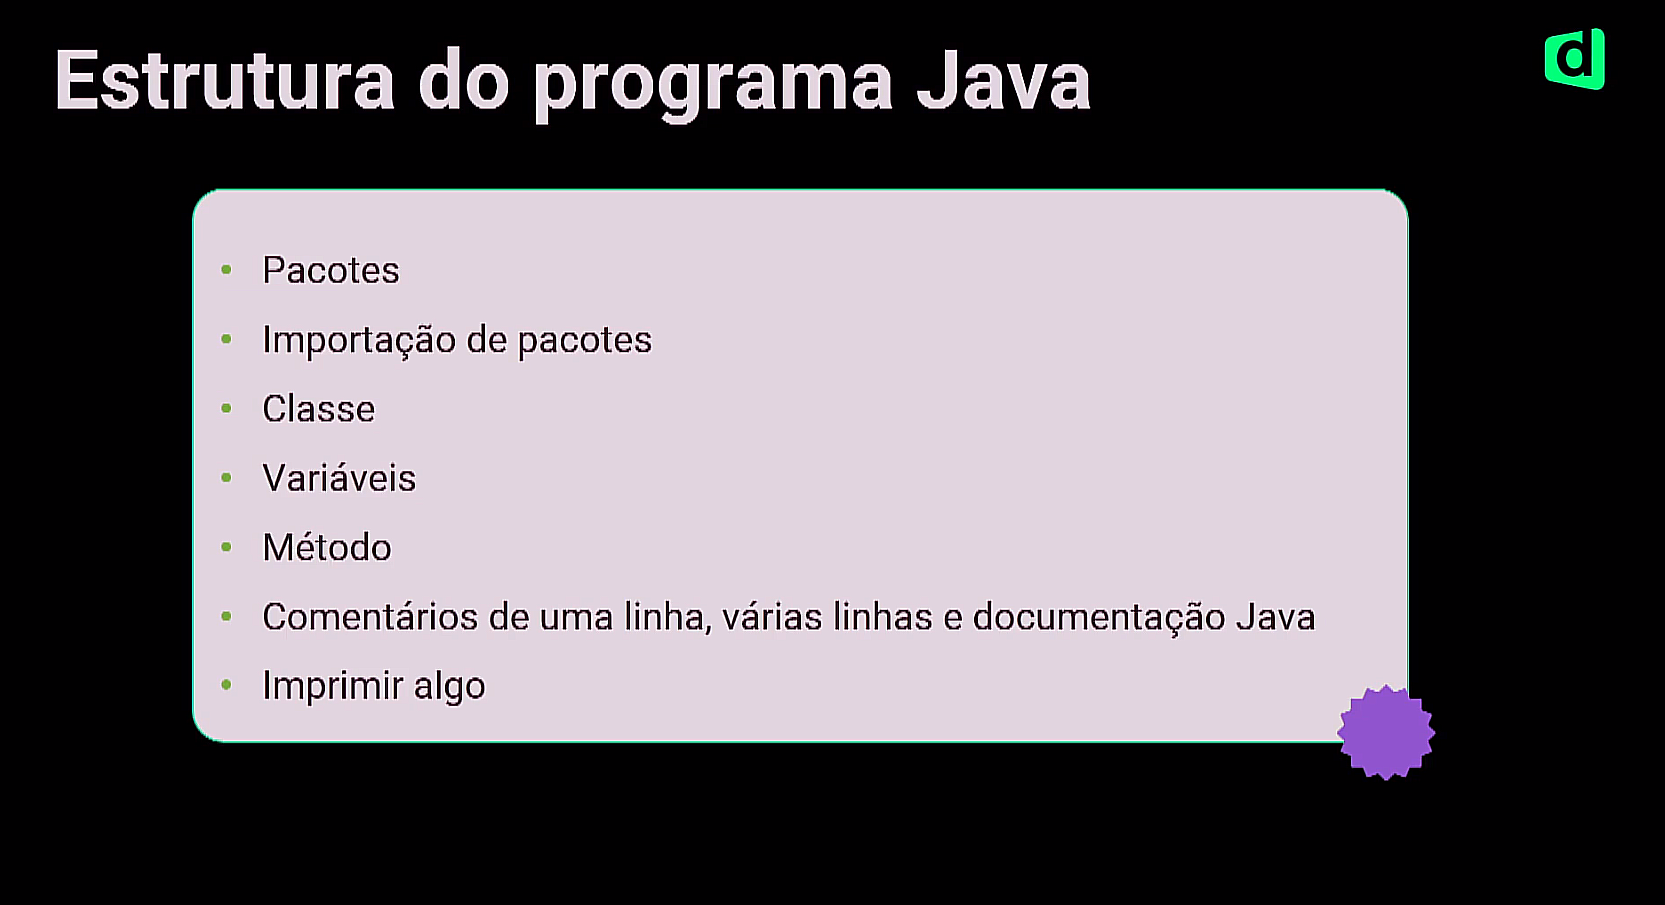 Estrutura do programa Java
d
• Pacotes
• Importação de pacotes
• Classe
• Variáveis
• Método
• Comentários de uma linha, várias linhas e documentação Java
• Imprimir algo